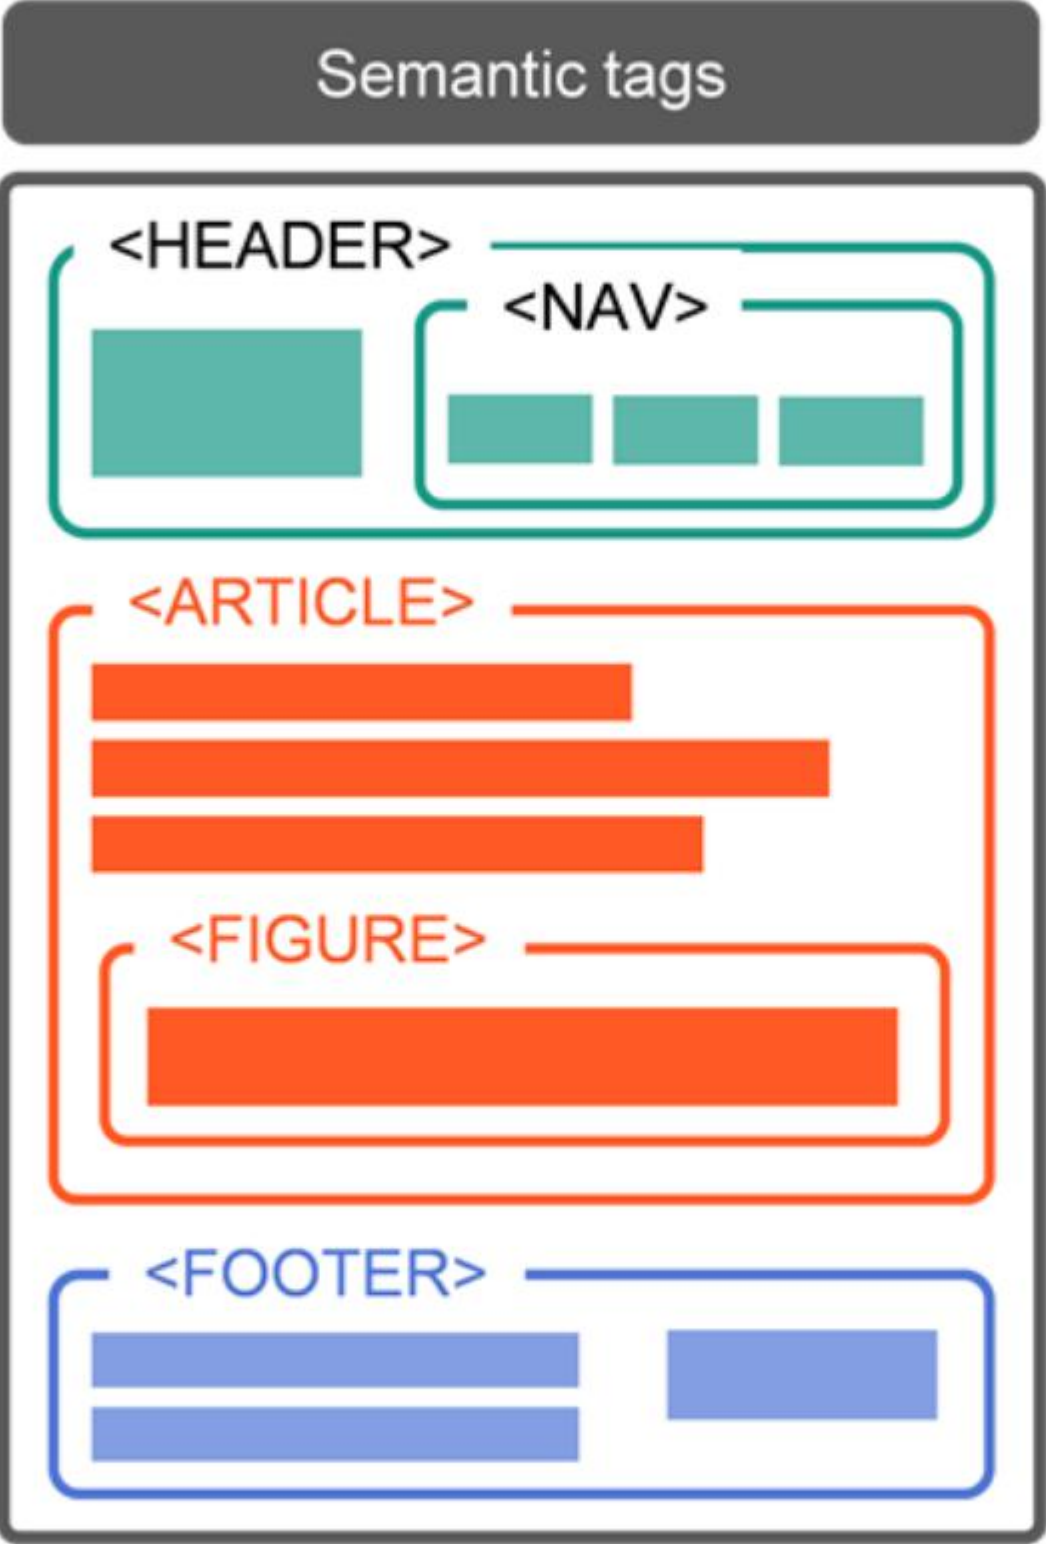 Semantic tags
<HEADER>
<NAV>
<ARTICLE>
<FIGURE>
<FOOTER>